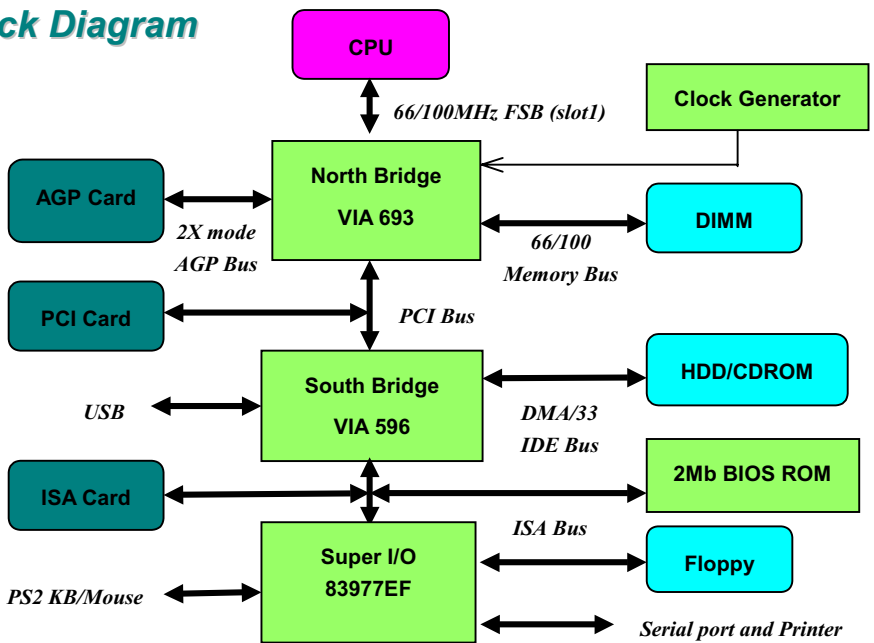 ck Diagram
CPU
66/100MHz FSB (slot1)
Clock Generator
North Bridge
VIA 693
AGP Card
2X mode
AGP Bus
DIMM
66/100
Memory Bus
PCI Card
PCI Bus
South Bridge
VIA 596
HDD/CDROM
USB
DMA/33
IDE Bus
2Mb BIOS ROM
ISA Card
ISA Bus
Super I/O
83977EF
Floppy
PS2 KB/Mouse
Serial port and Printer